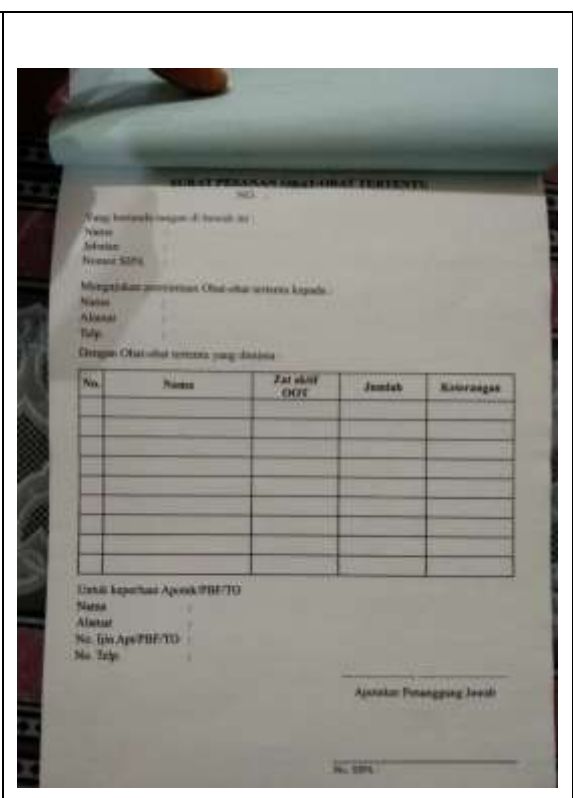 SURAT PESANAN OBAT-OBAT TERTENTU
NO. :
Yang bertanda tangan di bawah ini :
Nama :
Jabatan :
Nomor SIPA :
Mengajukan permintaan Obat-obat tertentu kepada :
Nama :
Alamat :
Telp. :
Dengan Obat-obat tertentu yang diminta :
No. Nama Zat aktif OOT Jumlah Keterangan
Untuk keperluan Apotek/PBF/TO
Nama :
Alamat :
No. Ijin Apt/PBF/TO :
No. Telp. :
Apoteker Penanggung Jawab
No. SIPA.